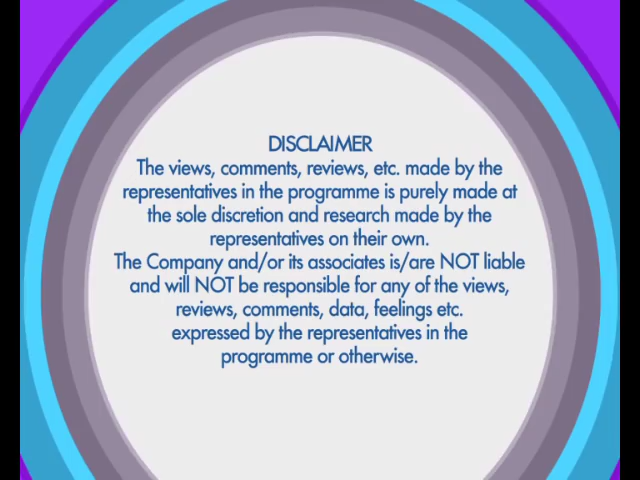 DISCLAIMER
The views, comments, reviews, etc. made by the
representatives in the programme is purely made at
the sole discretion and research made by the
representatives on their own.
The Company and/or its associates is/are NOT liable
and will NOT be responsible for any of the views,
reviews, comments, data, feelings etc.
expressed by the representatives in the
programme or otherwise.